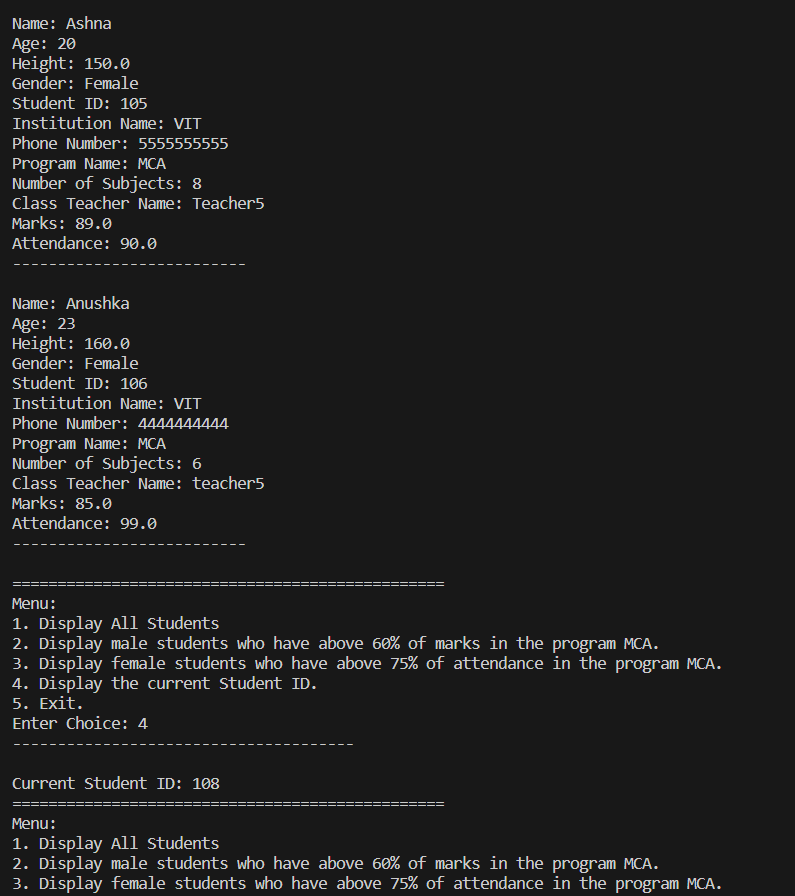 Name: Ashna
Age: 20
Height: 150.0
Gender: Female
Student ID: 105
Institution Name: VIT
Phone Number: 5555555555
Program Name: MCA
Number of Subjects: 8
Class Teacher Name: Teacher5
Marks: 89.0
Attendance: 90.0
--------------------------
Name: Anushka
Age: 23
Height: 160.0
Gender: Female
Student ID: 106
Institution Name: VIT
Phone Number: 4444444444
Program Name: MCA
Number of Subjects: 6
Class Teacher Name: teacher5
Marks: 85.0
Attendance: 99.0
--------------------------
================================================
Menu:
1. Display All Students
2. Display male students who have above 60% of marks in the program MCA.
3. Display female students who have above 75% of attendance in the program MCA.
4. Display the current Student ID.
5. Exit.
Enter Choice: 4
--------------------------------------
Current Student ID: 108
================================================
Menu:
1. Display All Students
2. Display male students who have above 60% of marks in the program MCA.
3. Display female students who have above 75% of attendance in the program MCA.